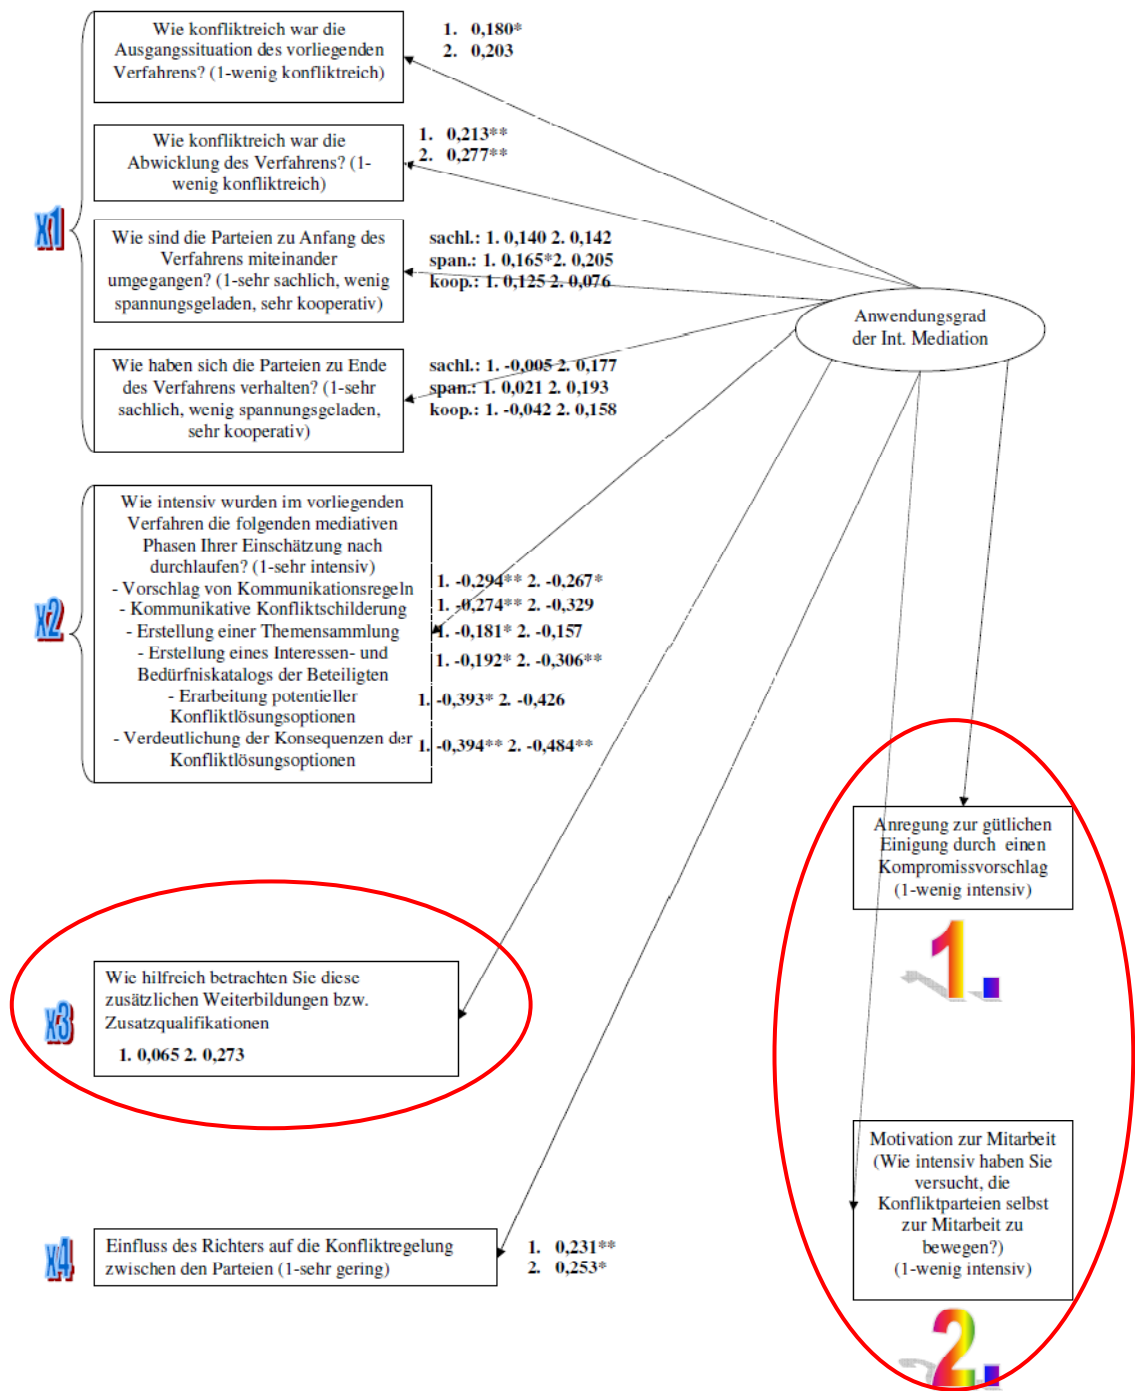 Wie konfliktreich war die
Ausgangssituation des vorliegenden
Verfahrens? (1-wenig konfliktreich)
1. 0,180*
2. 0,203
Wie konfliktreich war die
Abwicklung des Verfahrens? (1-
wenig konfliktreich)
1. 0,213**
2. 0,277**
x1
Wie sind die Parteien zu Anfang des
Verfahrens miteinander
umgegangen? (1-sehr sachlich, wenig
spannungsgeladen, sehr kooperativ)
sachl.: 1. 0,140 2. 0,142
span.: 1. 0,165*2. 0,205
koop.: 1. 0,125 2. 0,076
Anwendungsgrad
der Int. Mediation
Wie haben sich die Parteien zu Ende
des Verfahrens verhalten? (1-sehr
sachlich, wenig spannungsgeladen,
sehr kooperativ)
sachl.: 1. -0,005 2. 0,177
span.: 1. 0,021 2. 0,193
koop.: 1. -0,042 2. 0,158
x2
Wie intensiv wurden im vorliegenden
Verfahren die folgenden mediativen
Phasen Ihrer Einschätzung nach
durchlaufen? (1-sehr intensiv)
- Vorschlag von Kommunikationsregeln
- Kommunikative Konfliktschilderung
- Erstellung einer Themensammlung
- Erstellung eines Interessen- und
Bedürfniskatalogs der Beteiligten
- Erarbeitung potentieller
Konfliktlösungsoptionen
- Verdeutlichung der Konsequenzen der
Konfliktlösungsoptionen
1. -0,294** 2. -0,267*
1. -0,274** 2. -0,329
1. -0,181* 2. -0,157
1. -0,192* 2. -0,306**
1. -0,393* 2. -0,426
1. -0,394** 2. -0,484**
Anregung zur gütlichen
Einigung durch einen
Kompromissvorschlag
(1-wenig intensiv)
1.
x3
Wie hilfreich betrachten Sie diese
zusätzlichen Weiterbildungen bzw.
Zusatzqualifikationen
1. 0,065 2. 0,273
Motivation zur Mitarbeit
(Wie intensiv haben Sie
versucht, die
Konfliktparteien selbst
zur Mitarbeit zu
bewegen?)
(1-wenig intensiv)
2.
x4
Einfluss des Richters auf die Konfliktregelung
zwischen den Parteien (1-sehr gering)
1. 0,231**
2. 0,253*